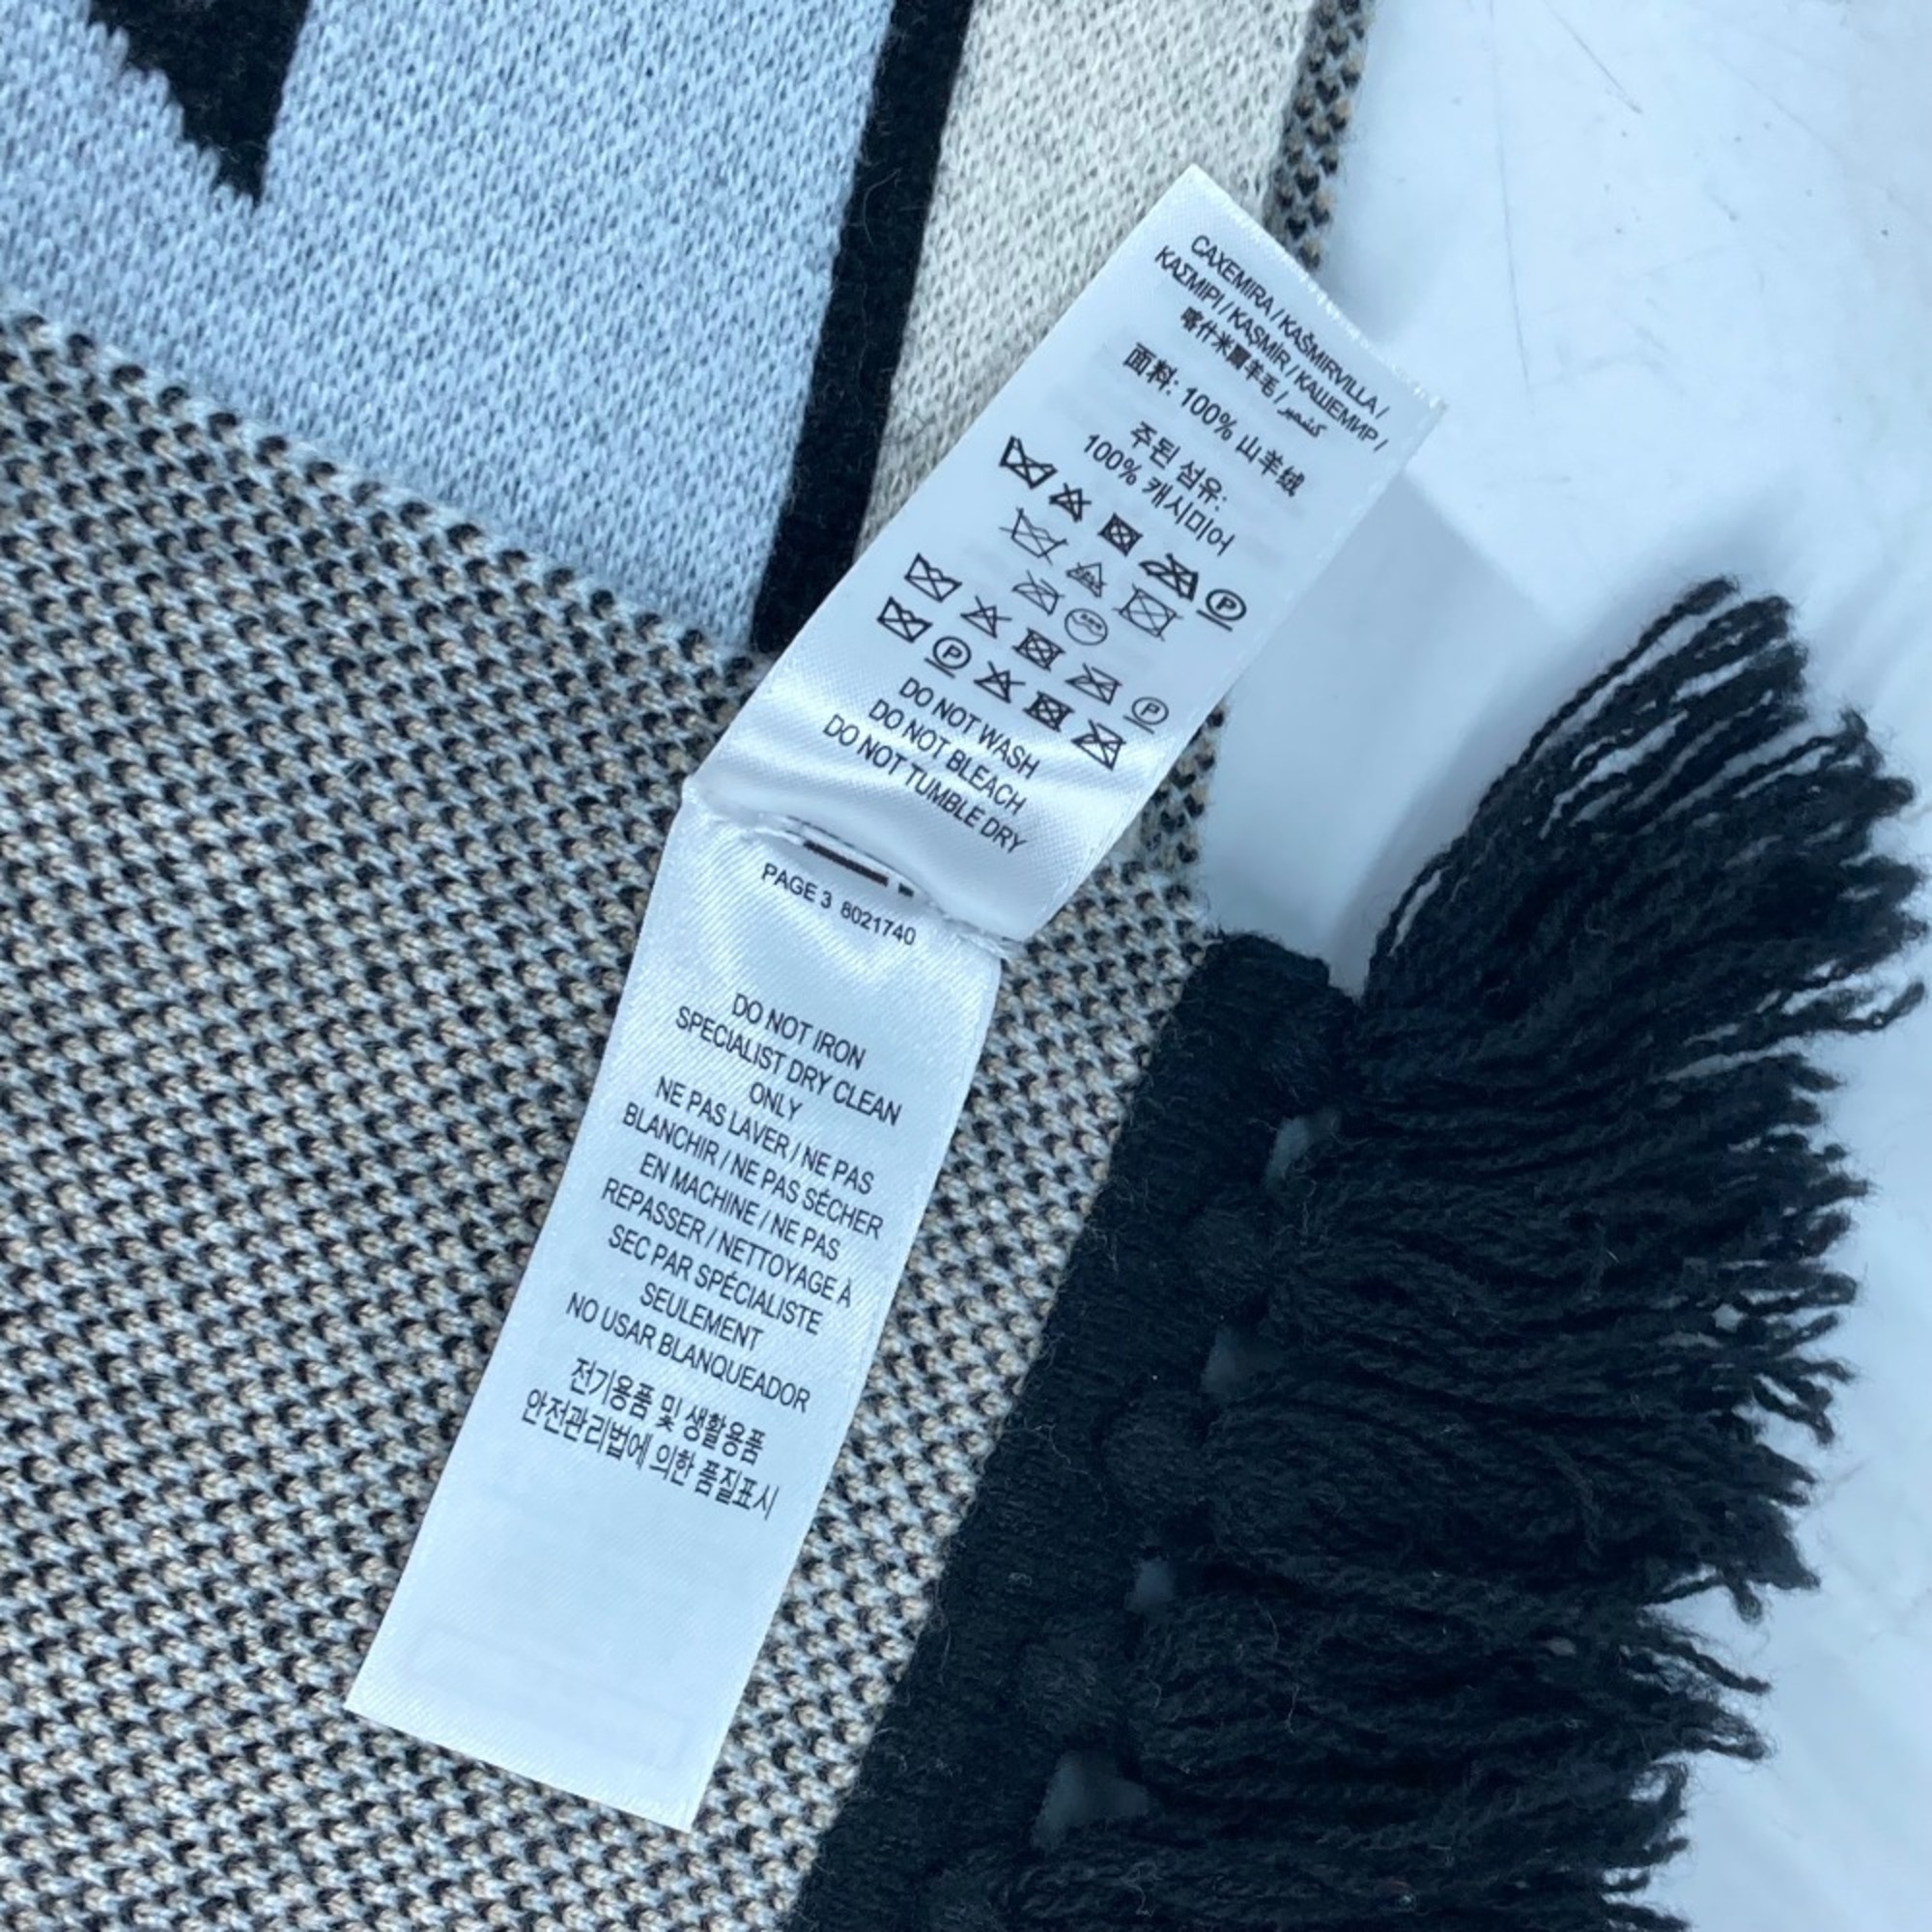 CAXEMIRA / KAŠMIRVILLA /
ΚΑΣΜΙΡΙ / KAŞMİR / КАШЕМИР /
喀什米爾羊毛 / كشمير
面料: 100% 山羊绒
주된 섬유:
100% 캐시미어
P
P
P
DO NOT WASH
DO NOT BLEACH
DO NOT TUMBLE DRY
PAGE 3 8021740
DO NOT IRON
SPECIALIST DRY CLEAN
ONLY
NE PAS LAVER / NE PAS
BLANCHIR / NE PAS SÉCHER
EN MACHINE / NE PAS
REPASSER / NETTOYAGE À
SEC PAR SPÉCIALISTE
SEULEMENT
NO USAR BLANQUEADOR
전기용품 및 생활용품
안전관리법에 의한 품질표시